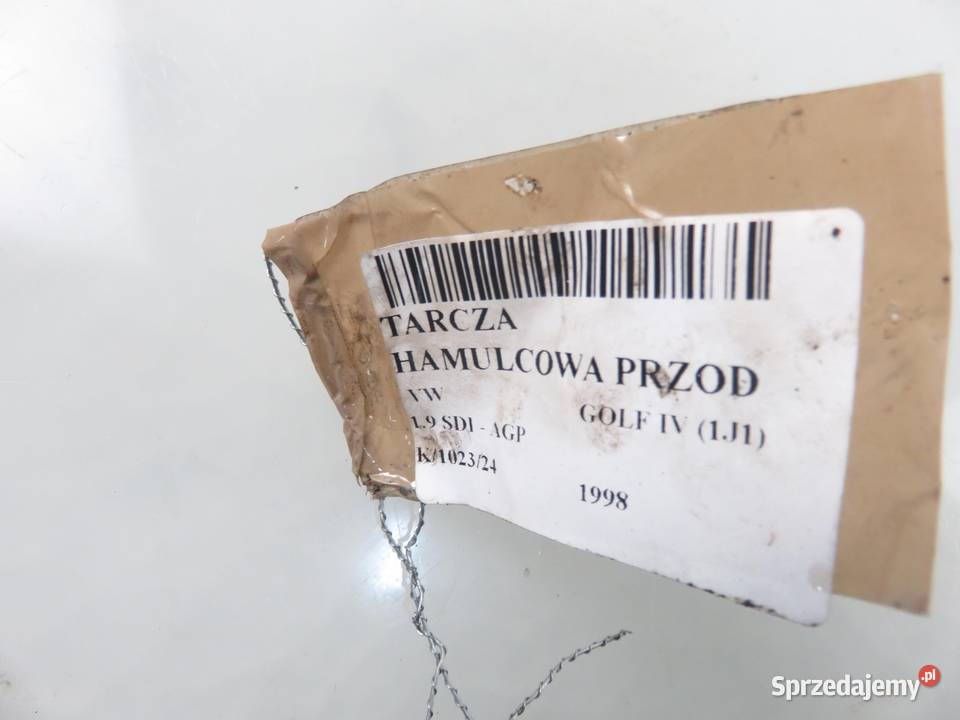 TARCZA
HAMULCOWA PRZOD
VW GOLF IV (1J1)
1.9 SDI - AGP
K/1023/24
1998
Sprzedajemy.pl